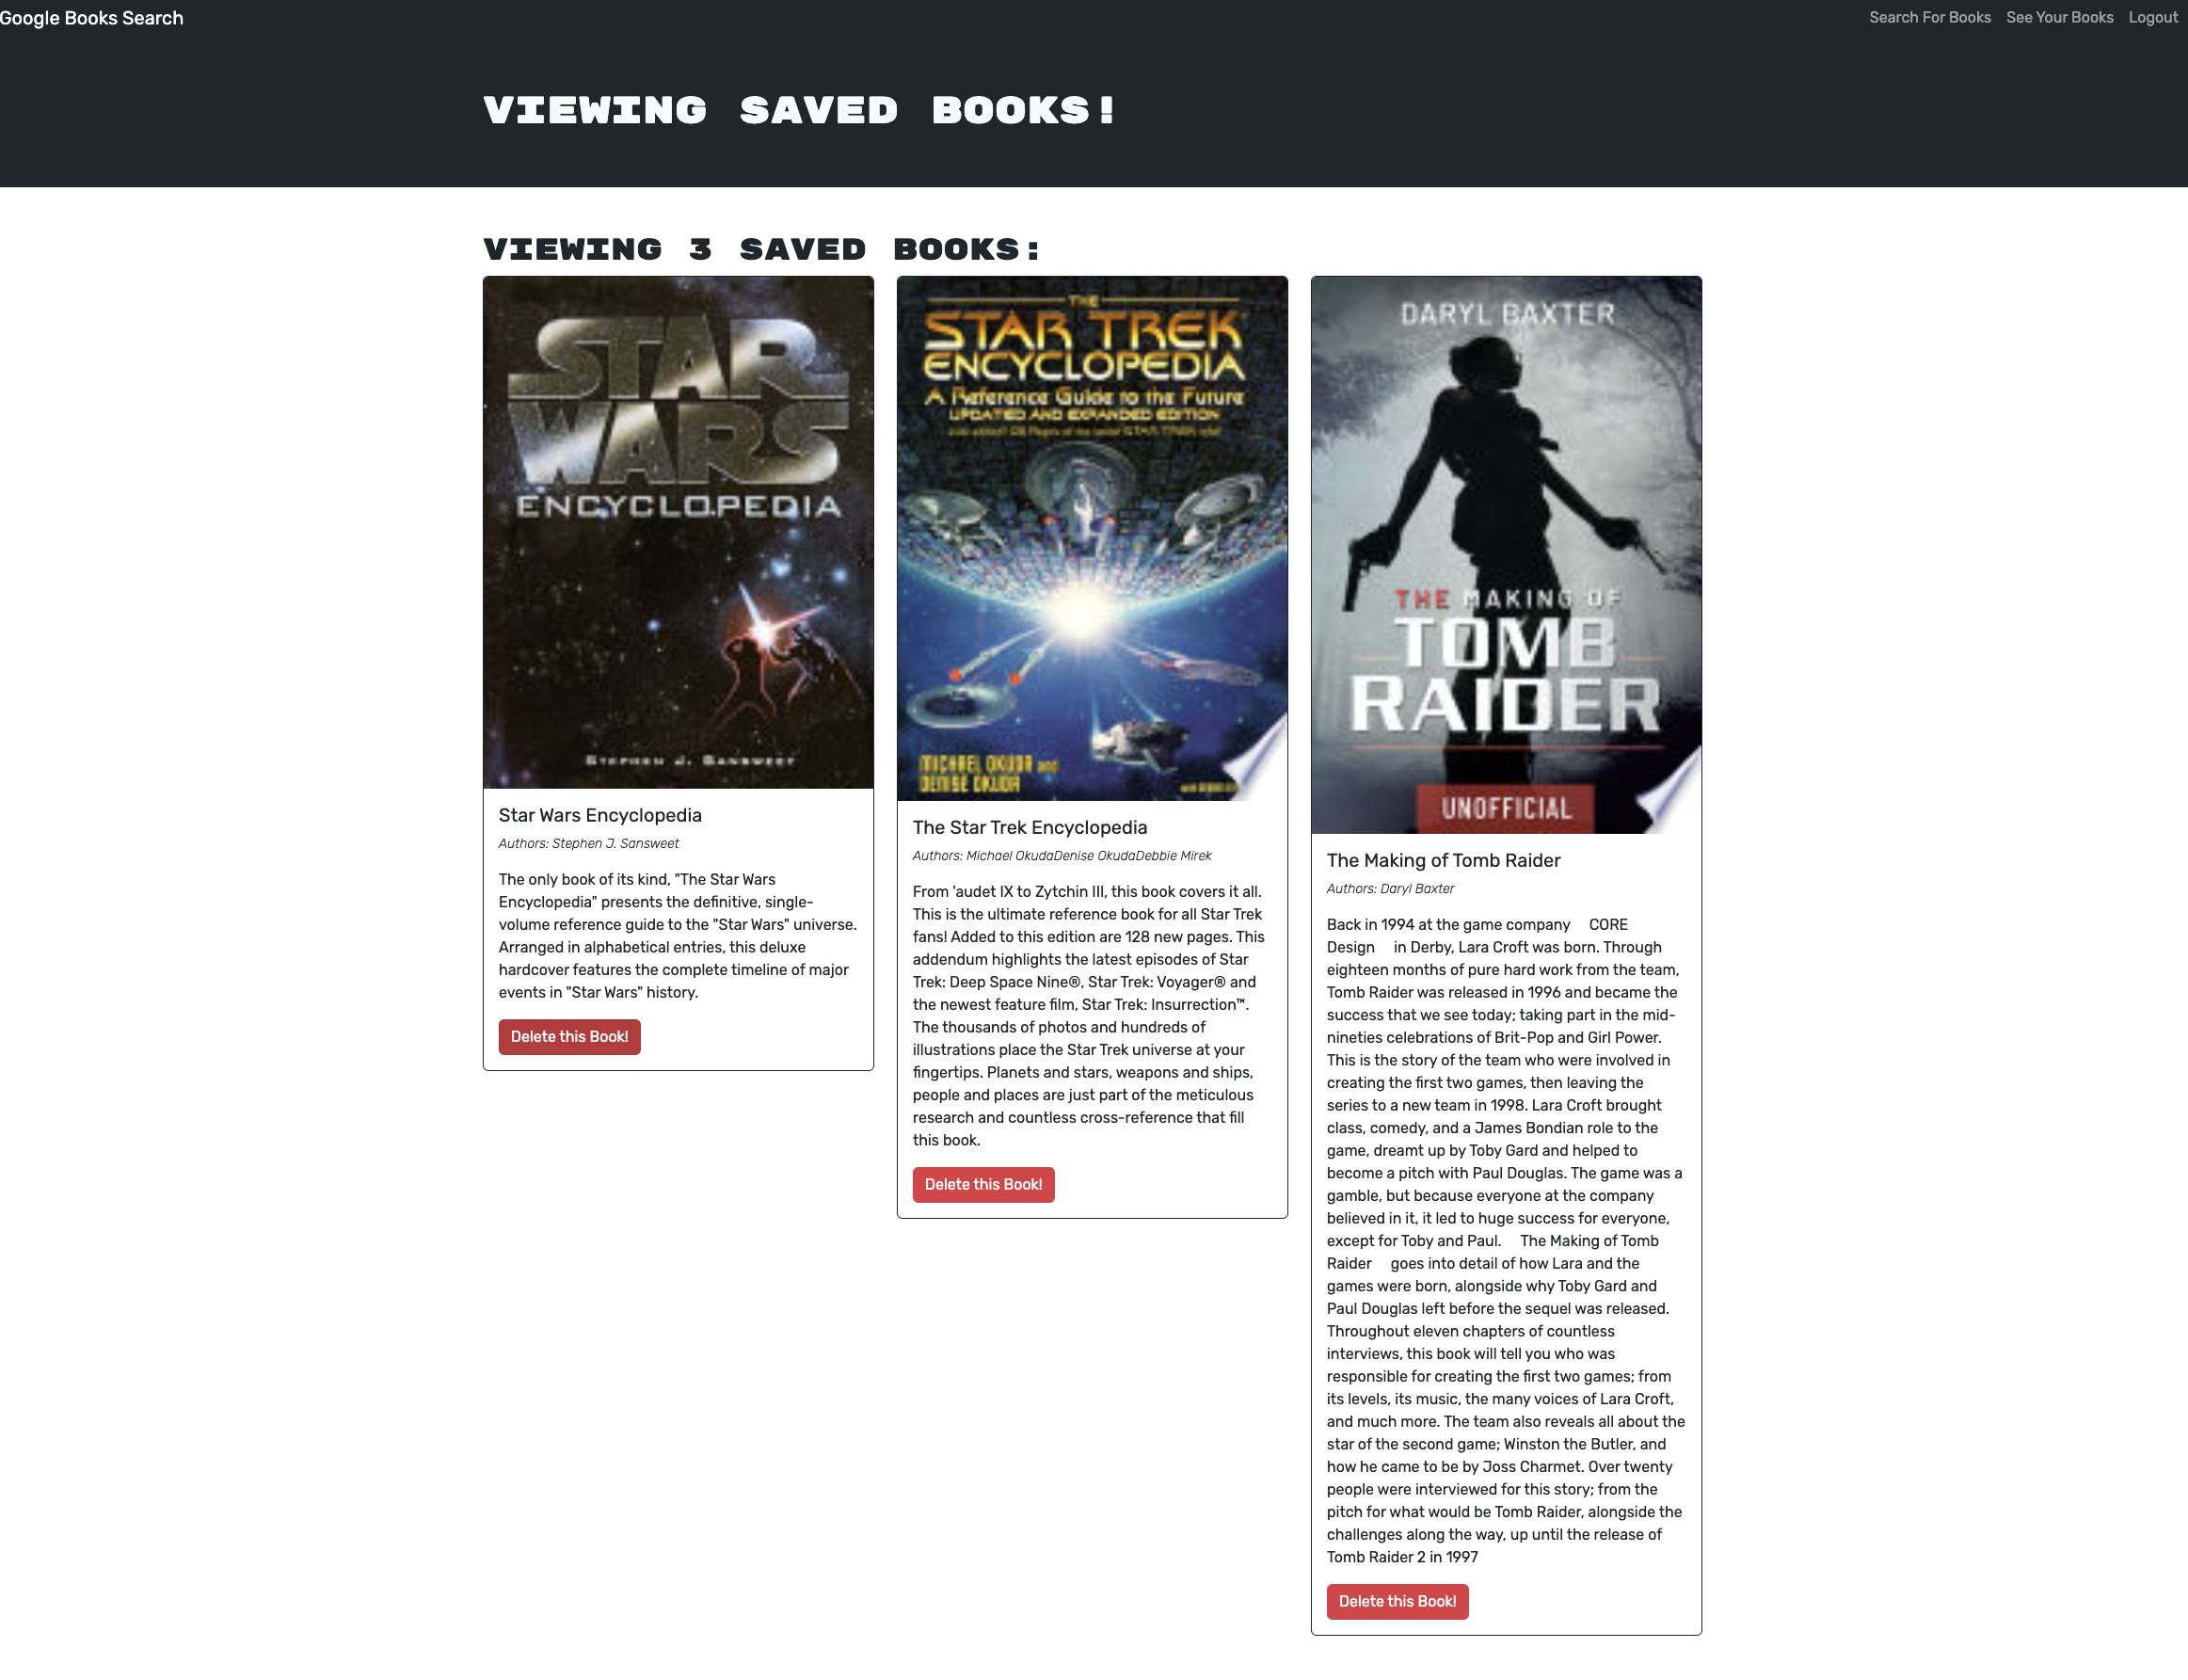 Google Books Search
Search For Books
See Your Books
Logout
VIEWING SAVED BOOKS!
VIEWING 3 SAVED BOOKS:
STAR
WARS
ENCYCLOPEDIA
STEPHEN J. SANSWEET
Star Wars Encyclopedia
Authors: Stephen J. Sansweet
The only book of its kind, "The Star Wars
Encyclopedia" presents the definitive, single-
volume reference guide to the "Star Wars" universe.
Arranged in alphabetical entries, this deluxe
hardcover features the complete timeline of major
events in "Star Wars" history.
Delete this Book!
THE
STAR TREK
ENCYCLOPEDIA
A Reference Guide to the Future
UPDATED AND EXPANDED EDITION
MICHAEL OKUDA and
DENISE OKUDA
The Star Trek Encyclopedia
Authors: Michael OkudaDenise OkudaDebbie Mirek
From 'audet IX to Zytchin III, this book covers it all.
This is the ultimate reference book for all Star Trek
fans! Added to this edition are 128 new pages. This
addendum highlights the latest episodes of Star
Trek: Deep Space Nine®, Star Trek: Voyager® and
the newest feature film, Star Trek: Insurrection™.
The thousands of photos and hundreds of
illustrations place the Star Trek universe at your
fingertips. Planets and stars, weapons and ships,
people and places are just part of the meticulous
research and countless cross-reference that fill
this book.
Delete this Book!
DARYL BAXTER
THE MAKING OF
TOMB
RAIDER
UNOFFICIAL
The Making of Tomb Raider
Authors: Daryl Baxter
Back in 1994 at the game company CORE
Design in Derby, Lara Croft was born. Through
eighteen months of pure hard work from the team,
Tomb Raider was released in 1996 and became the
success that we see today; taking part in the mid-
nineties celebrations of Brit-Pop and Girl Power.
This is the story of the team who were involved in
creating the first two games, then leaving the
series to a new team in 1998. Lara Croft brought
class, comedy, and a James Bondian role to the
game, dreamt up by Toby Gard and helped to
become a pitch with Paul Douglas. The game was a
gamble, but because everyone at the company
believed in it, it led to huge success for everyone,
except for Toby and Paul. The Making of Tomb
Raider goes into detail of how Lara and the
games were born, alongside why Toby Gard and
Paul Douglas left before the sequel was released.
Throughout eleven chapters of countless
interviews, this book will tell you who was
responsible for creating the first two games; from
its levels, its music, the many voices of Lara Croft,
and much more. The team also reveals all about the
star of the second game; Winston the Butler, and
how he came to be by Joss Charmet. Over twenty
people were interviewed for this story; from the
pitch for what would be Tomb Raider, alongside the
challenges along the way, up until the release of
Tomb Raider 2 in 1997
Delete this Book!